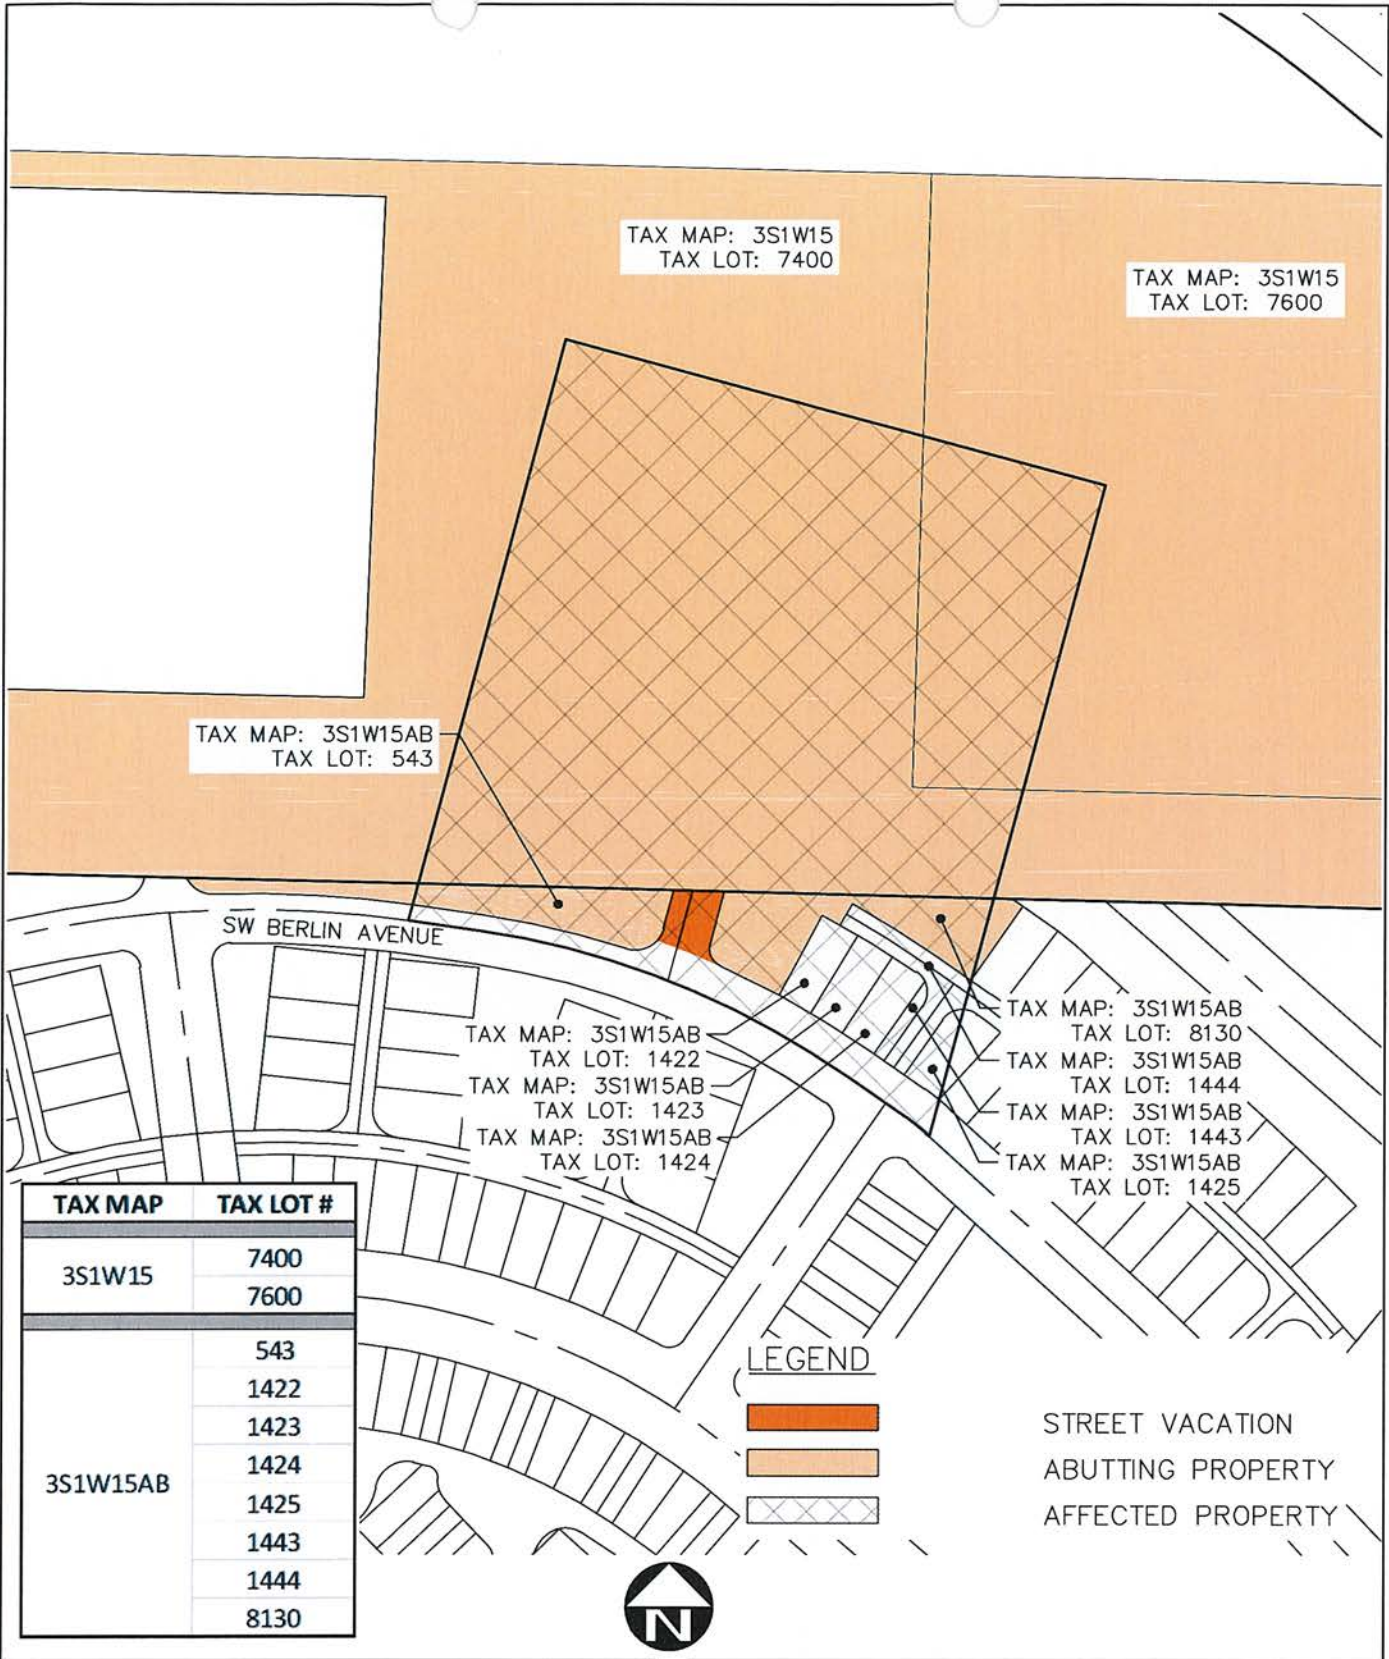 TAX MAP: 3S1W15
TAX LOT: 7400
TAX MAP: 3S1W15
TAX LOT: 7600
TAX MAP: 3S1W15AB
TAX LOT: 543
SW BERLIN AVENUE
TAX MAP: 3S1W15AB
TAX LOT: 1422
TAX MAP: 3S1W15AB
TAX LOT: 1423
TAX MAP: 3S1W15AB
TAX LOT: 1424
TAX MAP: 3S1W15AB
TAX LOT: 8130
TAX MAP: 3S1W15AB
TAX LOT: 1444
TAX MAP: 3S1W15AB
TAX LOT: 1443
TAX MAP: 3S1W15AB
TAX LOT: 1425
TAX MAP TAX LOT #
3S1W15
7400
7600
3S1W15AB
543
1422
1423
1424
1425
1443
1444
8130
LEGEND
STREET VACATION
ABUTTING PROPERTY
AFFECTED PROPERTY
N